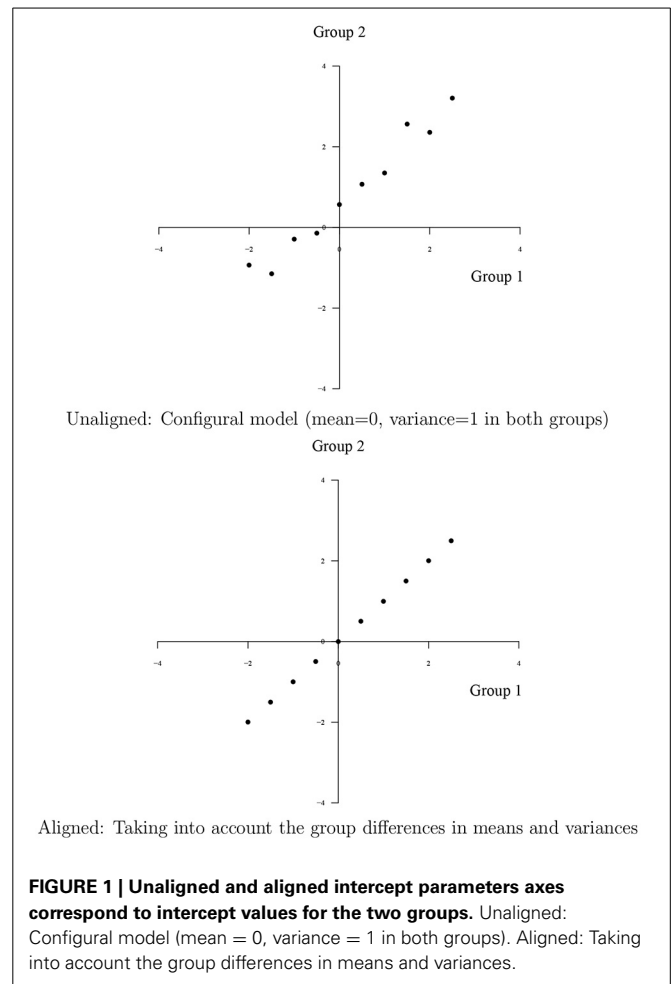 Group 2
4
2
−4
−2
0
0
2
4
Group 1
−2
−4
Unaligned: Configural model (mean=0, variance=1 in both groups)
Group 2
4
2
0
−4
−2
0
2
4
Group 1
−2
−4
Aligned: Taking into account the group differences in means and variances
FIGURE 1 | Unaligned and aligned intercept parameters axes
correspond to intercept values for the two groups. Unaligned:
Configural model (mean = 0, variance = 1 in both groups). Aligned: Taking
into account the group differences in means and variances.